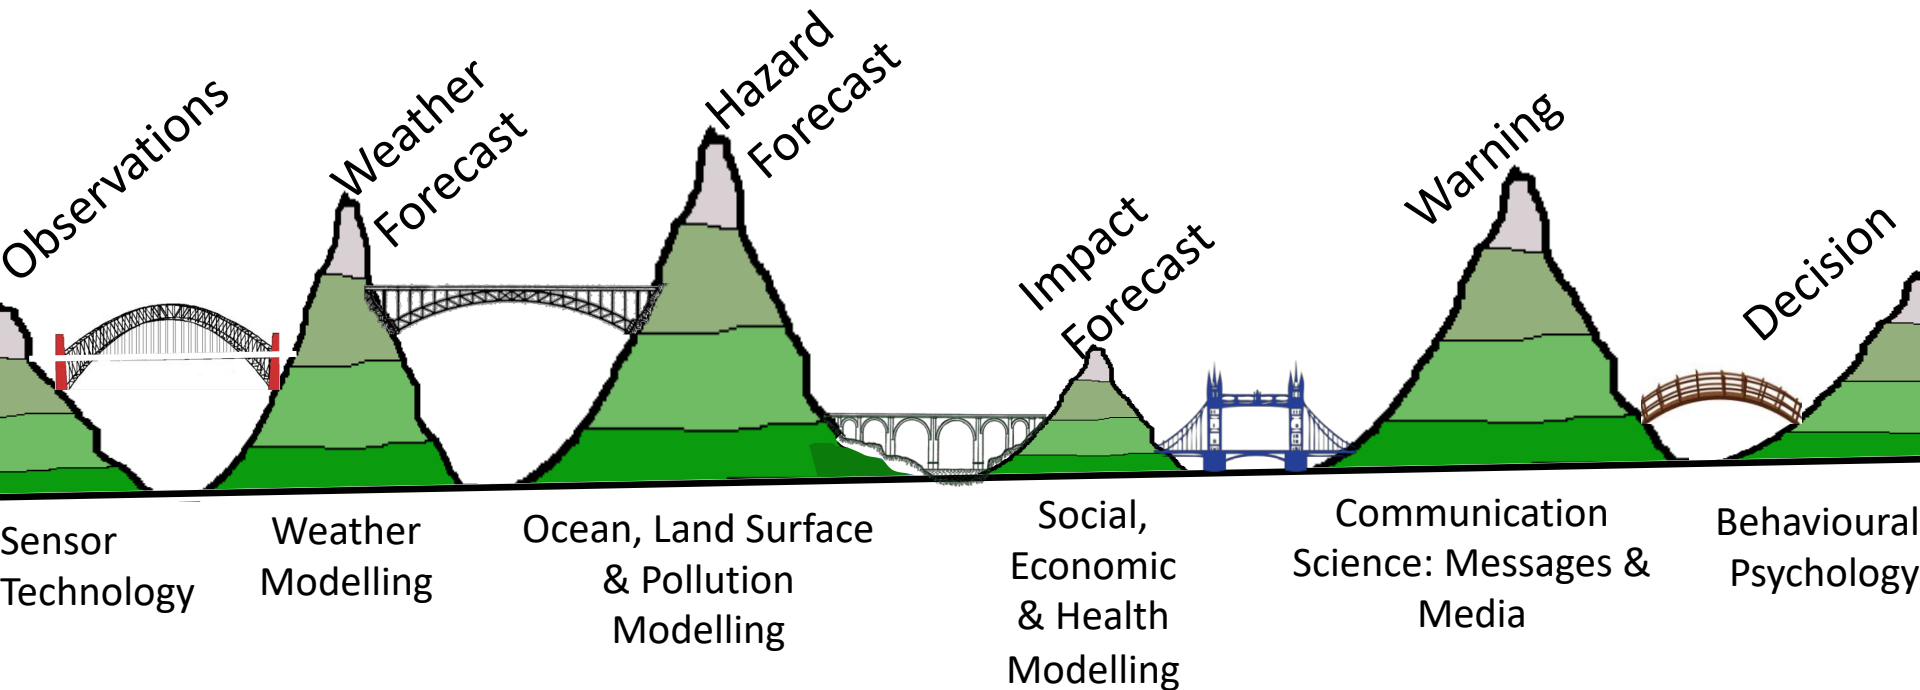 Observations
Weather
Forecast
Hazard
Forecast
Impact
Forecast
Warning
Decision
Sensor
Technology
Weather
Modelling
Ocean, Land Surface
& Pollution
Modelling
Social,
Economic
& Health
Modelling
Communication
Science: Messages &
Media
Behavioural
Psychology